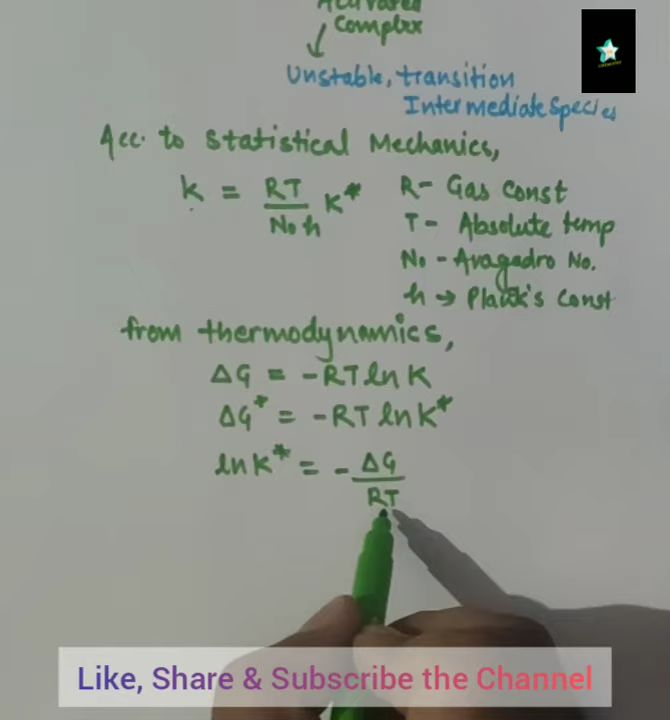 Activated
Complex
Unstable, transition
Intermediate Species
Acc. to Statistical Mechanics,
k = RT/N₀h K* R- Gas Const
T - Absolute temp
N₀ - Avagadro No.
h → Plank's Const
from thermodynamics,
ΔG = -RT ln K
ΔG* = -RT ln K*
ln K* = - ΔG/RT
Like, Share & Subscribe the Channel